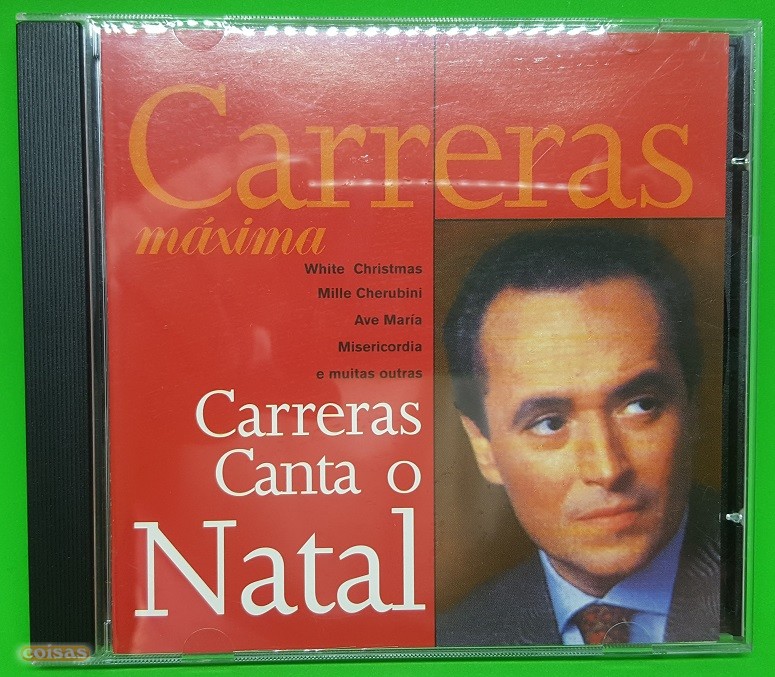 Carreras
máxima
White Christmas
Mille Cherubini
Ave María
Misericordia
e muitas outras
Carreras
Canta o
Natal
coisas